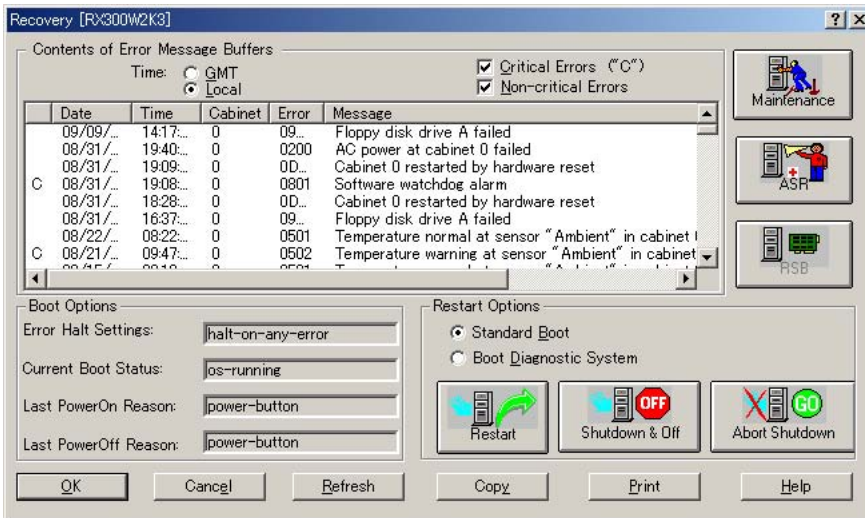 Recovery [RX300W2K3]
Contents of Error Message Buffers
Time: GMT
Local
Critical Errors ("C")
Non-critical Errors
Date Time Cabinet Error Message
09/09/... 14:17:... 0 09... Floppy disk drive A failed
08/31/... 19:40:... 0 0200 AC power at cabinet 0 failed
08/31/... 19:09:... 0 0D... Cabinet 0 restarted by hardware reset
C 08/31/... 19:08:... 0 0801 Software watchdog alarm
08/31/... 18:28:... 0 0D... Cabinet 0 restarted by hardware reset
08/31/... 16:37:... 0 09... Floppy disk drive A failed
08/22/... 08:22:... 0 0501 Temperature normal at sensor "Ambient" in cabinet
C 08/21/... 09:47:... 0 0502 Temperature warning at sensor "Ambient" in cabinet
Maintenance
ASR
RSB
Boot Options
Error Halt Settings: halt-on-any-error
Current Boot Status: os-running
Last PowerOn Reason: power-button
Last PowerOff Reason: power-button
Restart Options
Standard Boot
Boot Diagnostic System
Restart
OFF
Shutdown & Off
GO
Abort Shutdown
OK Cancel Refresh Copy Print Help